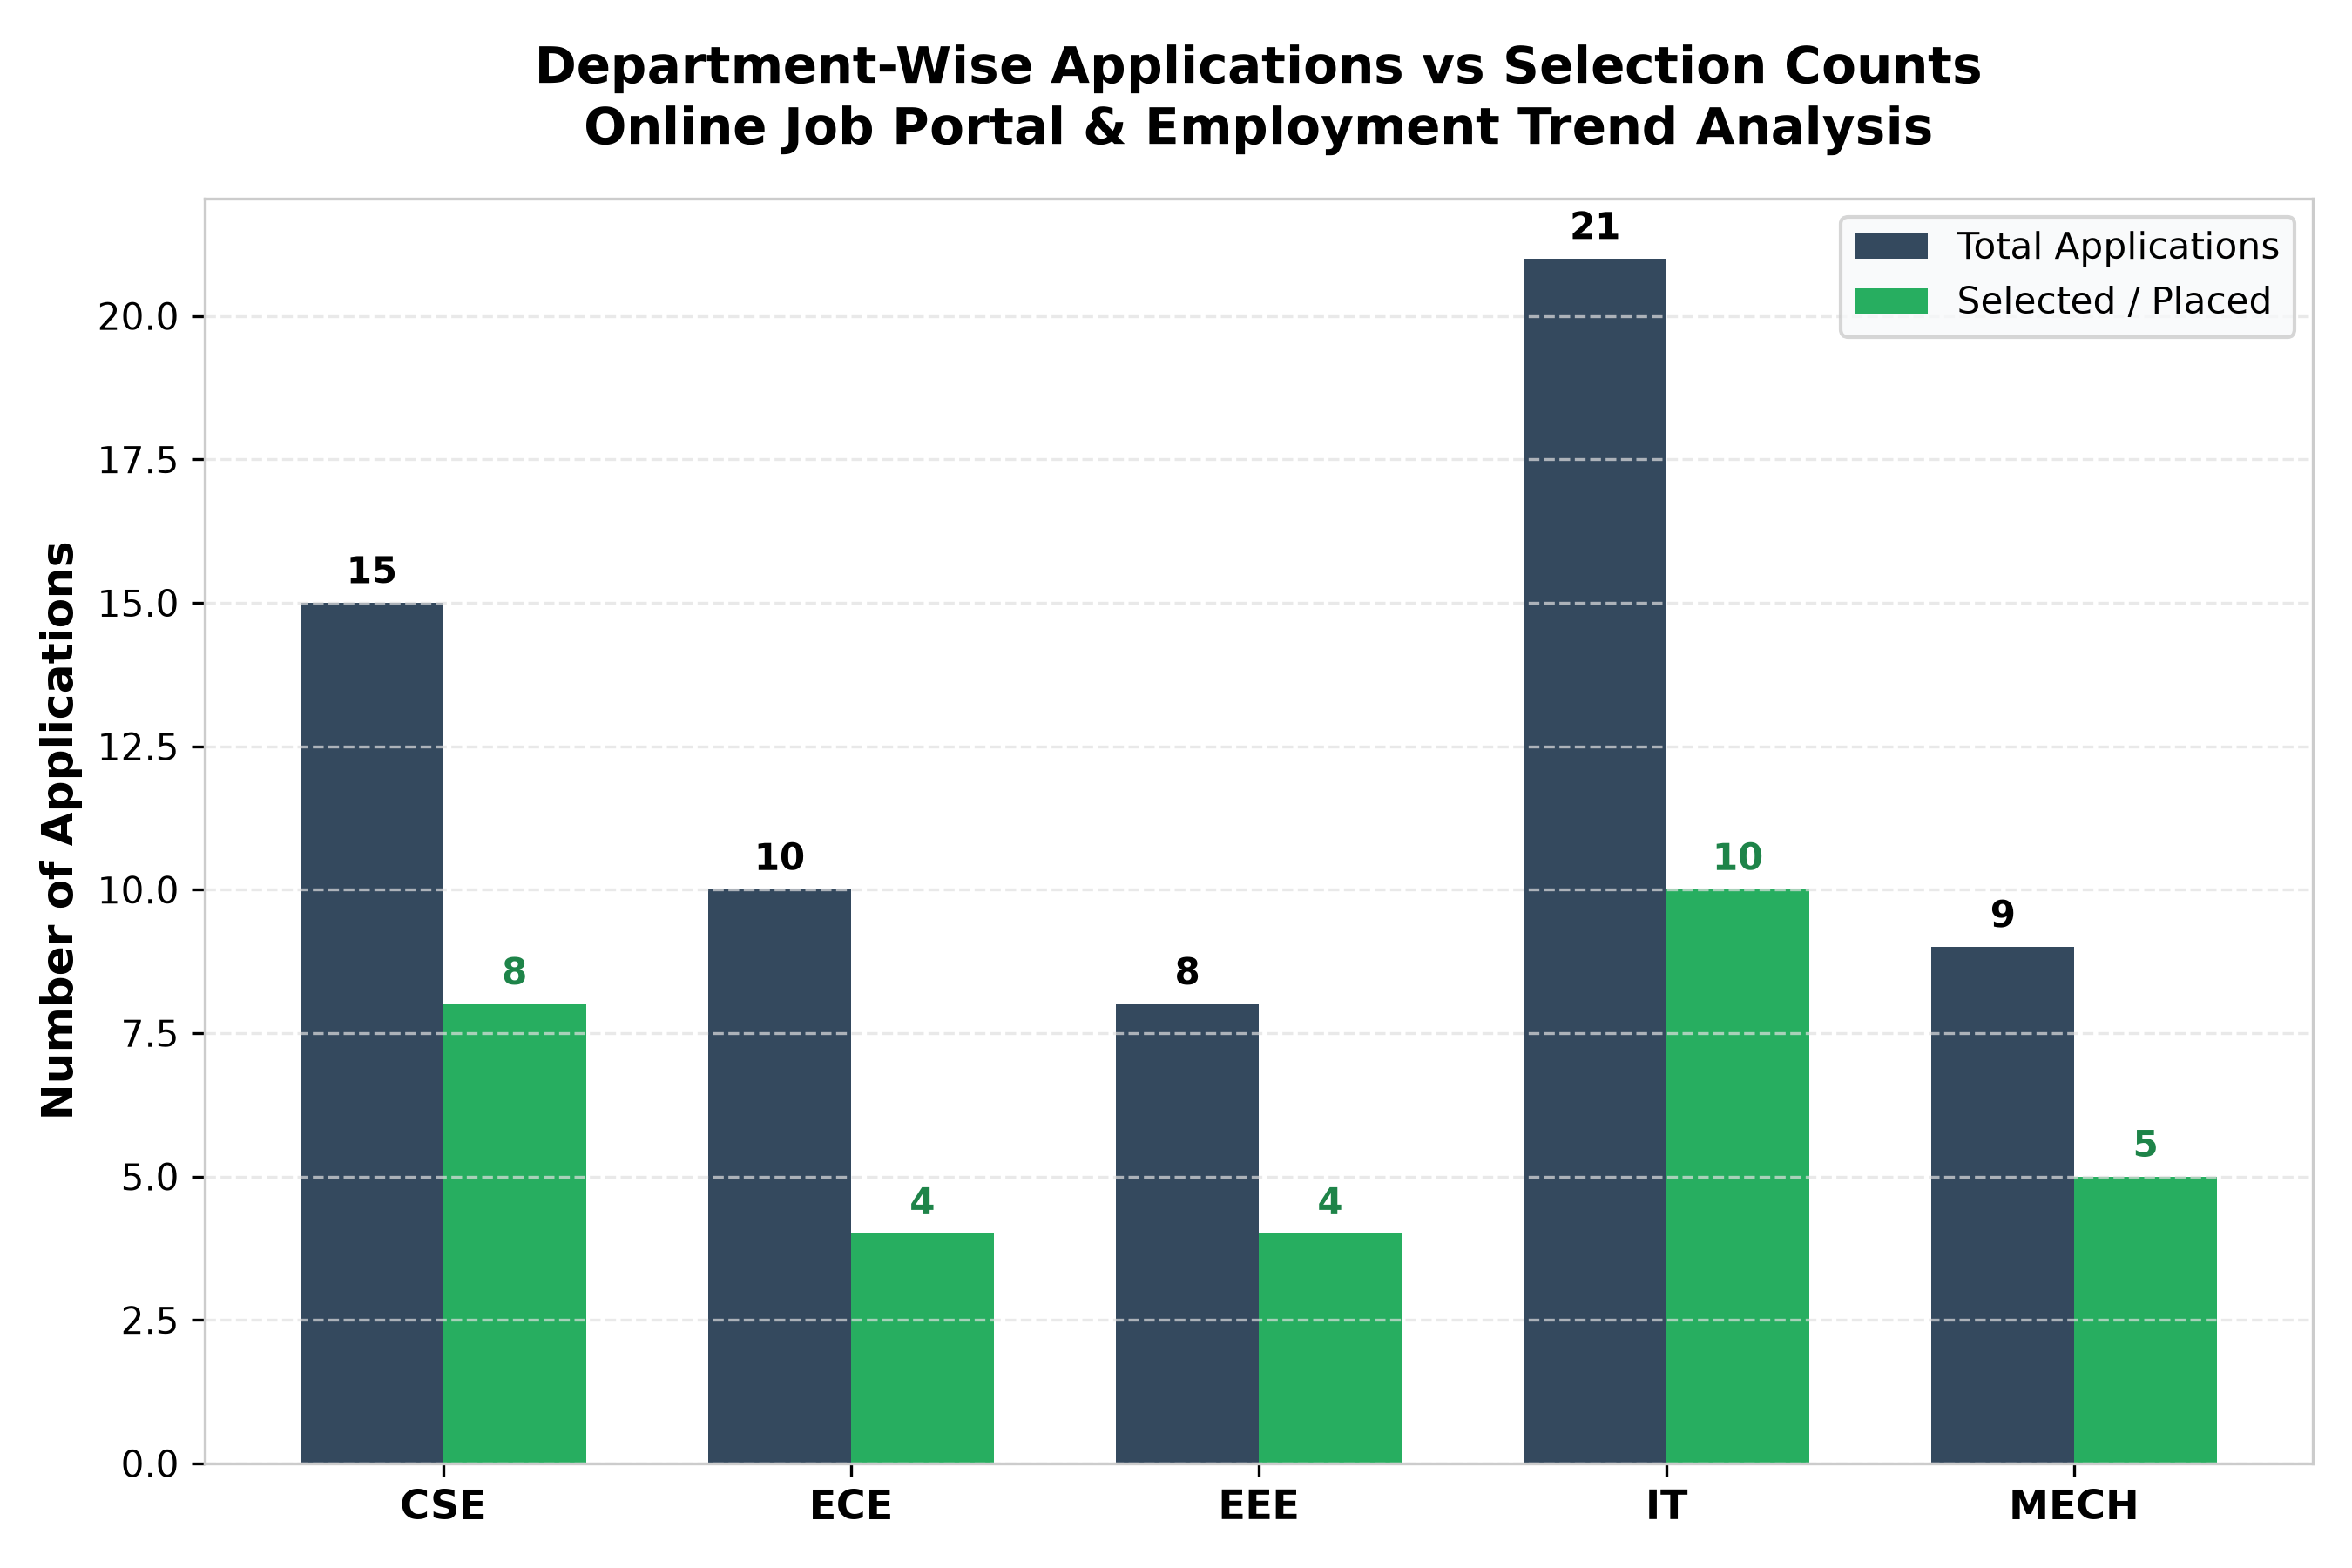 Department-Wise Applications vs Selection Counts
Online Job Portal & Employment Trend Analysis
Total Applications
Selected / Placed
Number of Applications
20.0
17.5
15.0
12.5
10.0
7.5
5.0
2.5
0.0
15
8
10
4
8
4
21
10
9
5
CSE
ECE
EEE
IT
MECH